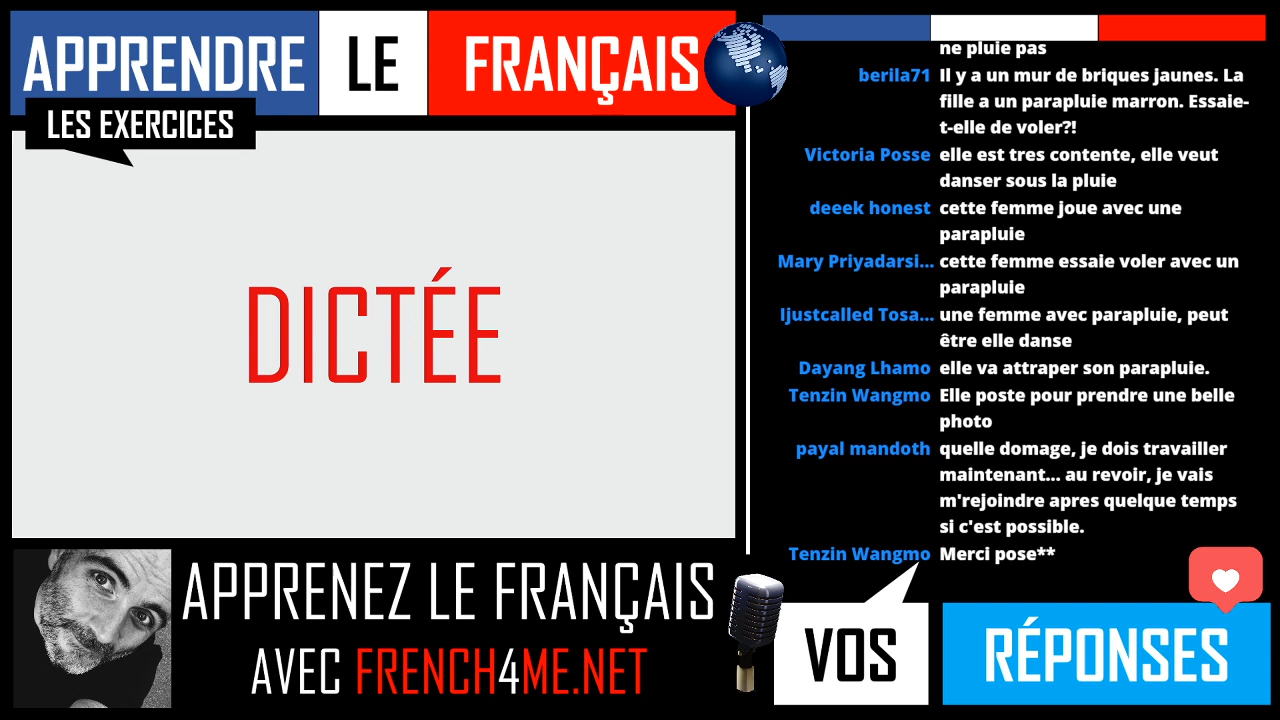 APPRENDRE LE FRANÇAIS
LES EXERCICES
DICTÉE
APPRENEZ LE FRANÇAIS
AVEC FRENCH4ME.NET
ne pluie pas
berila71 Il y a un mur de briques jaunes. La
fille a un parapluie marron. Essaie-
t-elle de voler?!
Victoria Posse elle est tres contente, elle veut
danser sous la pluie
deeek honest cette femme joue avec une
parapluie
Mary Priyadarsi... cette femme essaie voler avec un
parapluie
Ijustcalled Tosa... une femme avec parapluie, peut
être elle danse
Dayang Lhamo elle va attraper son parapluie.
Tenzin Wangmo Elle poste pour prendre une belle
photo
payal mandoth quelle domage, je dois travailler
maintenant... au revoir, je vais
m'rejoindre apres quelque temps
si c'est possible.
Tenzin Wangmo Merci pose**
VOS RÉPONSES